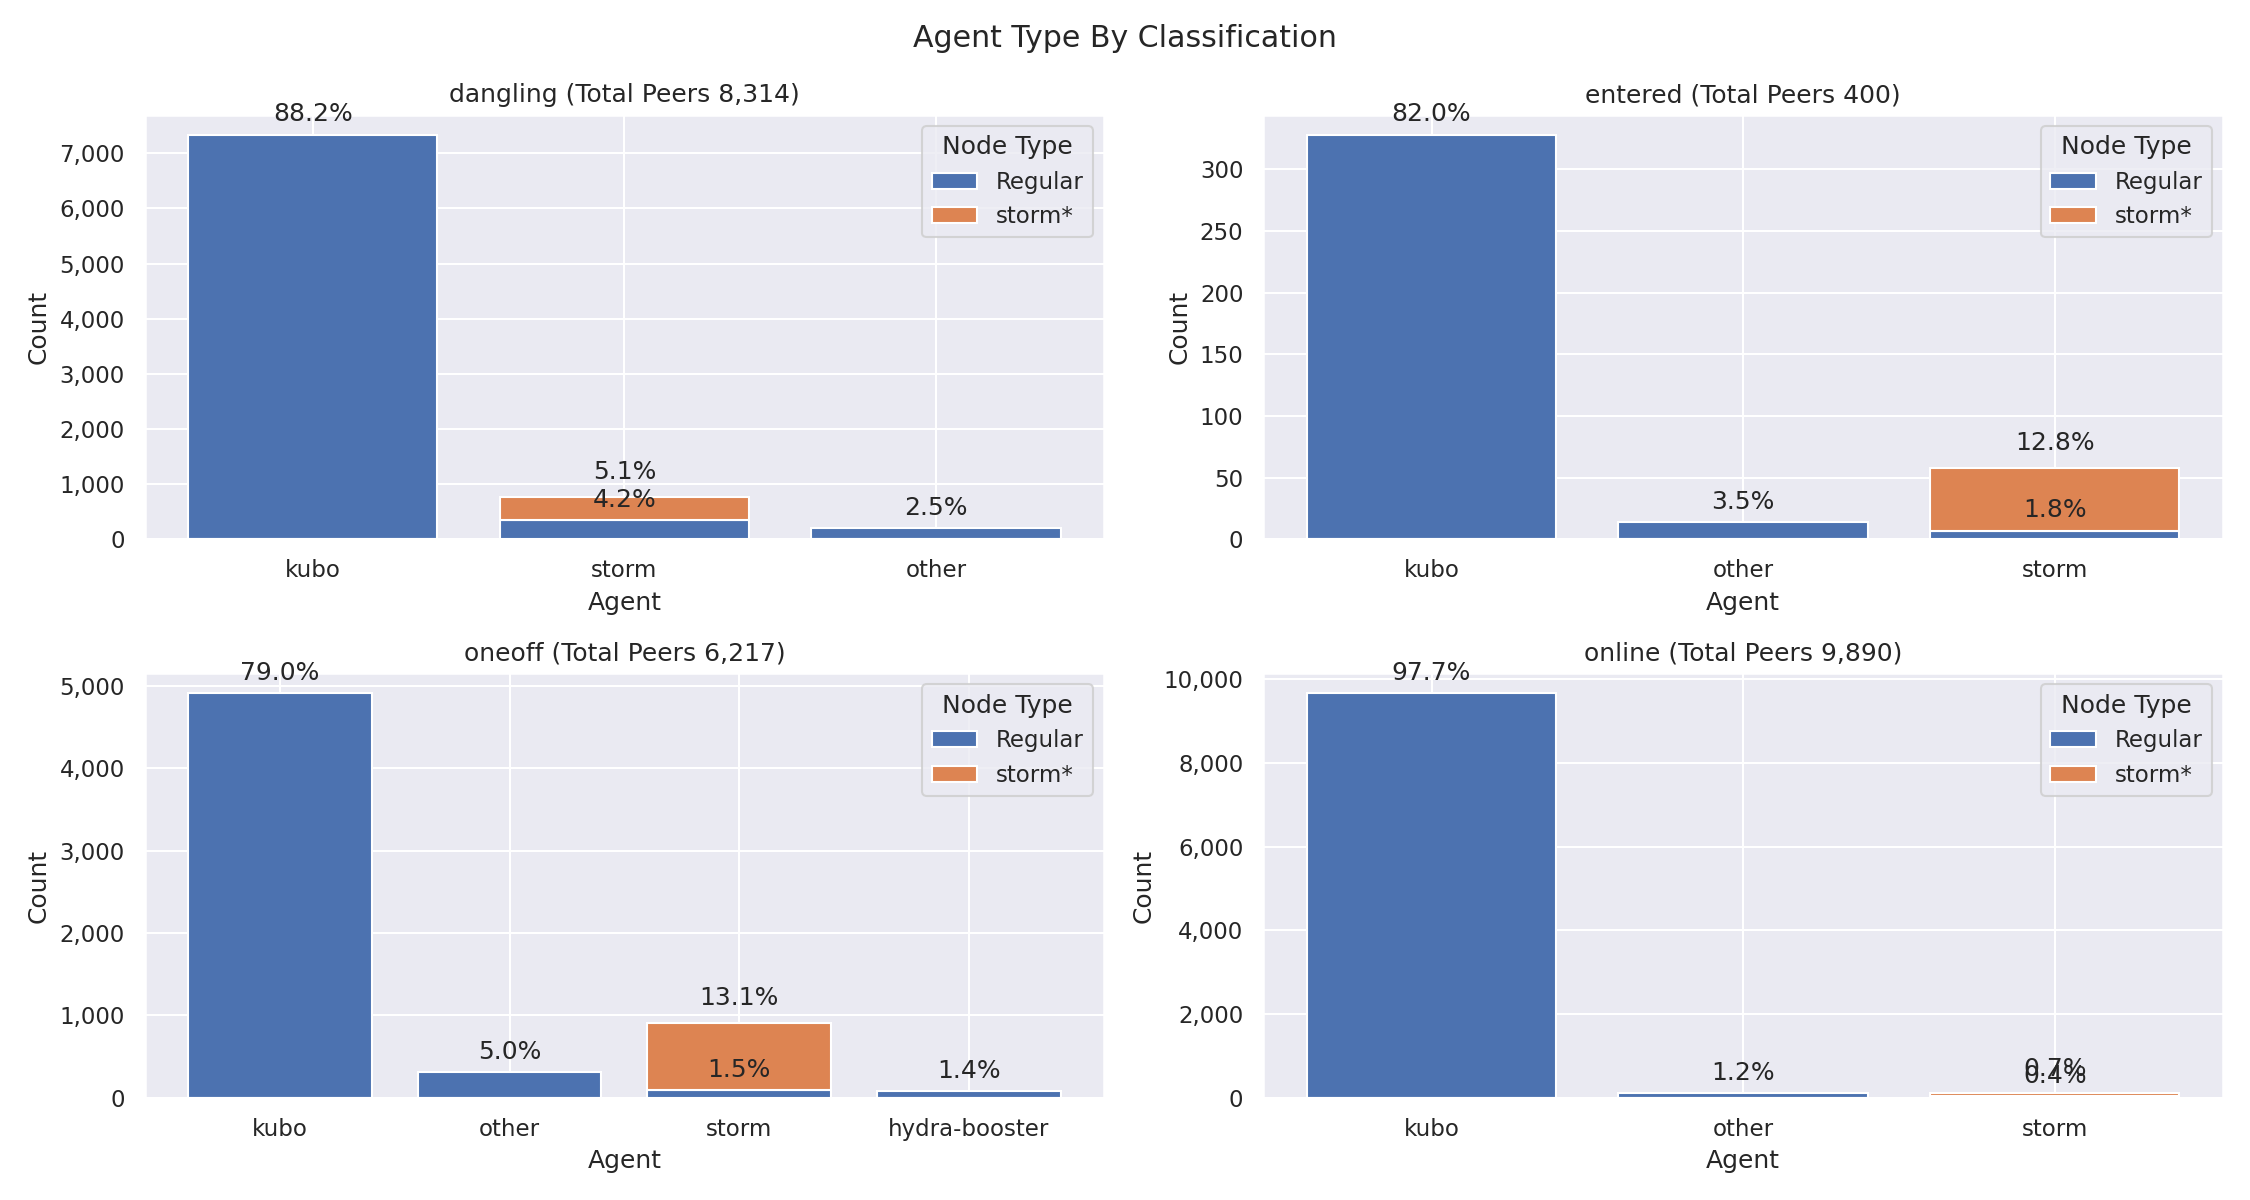 Agent Type By Classification
dangling (Total Peers 8,314)
88.2%
7,000
6,000
5,000
4,000
3,000
2,000
1,000
0
Count
5.1%
4.2%
2.5%
kubo
storm
other
Agent
Node Type
Regular
storm*
entered (Total Peers 400)
82.0%
300
250
200
150
100
50
0
Count
3.5%
12.8%
1.8%
kubo
other
storm
Agent
Node Type
Regular
storm*
oneoff (Total Peers 6,217)
79.0%
5,000
4,000
3,000
2,000
1,000
0
Count
5.0%
13.1%
1.5%
1.4%
kubo
other
storm
hydra-booster
Agent
Node Type
Regular
storm*
online (Total Peers 9,890)
97.7%
10,000
8,000
6,000
4,000
2,000
0
Count
1.2%
0.7%
0.4%
kubo
other
storm
Agent
Node Type
Regular
storm*